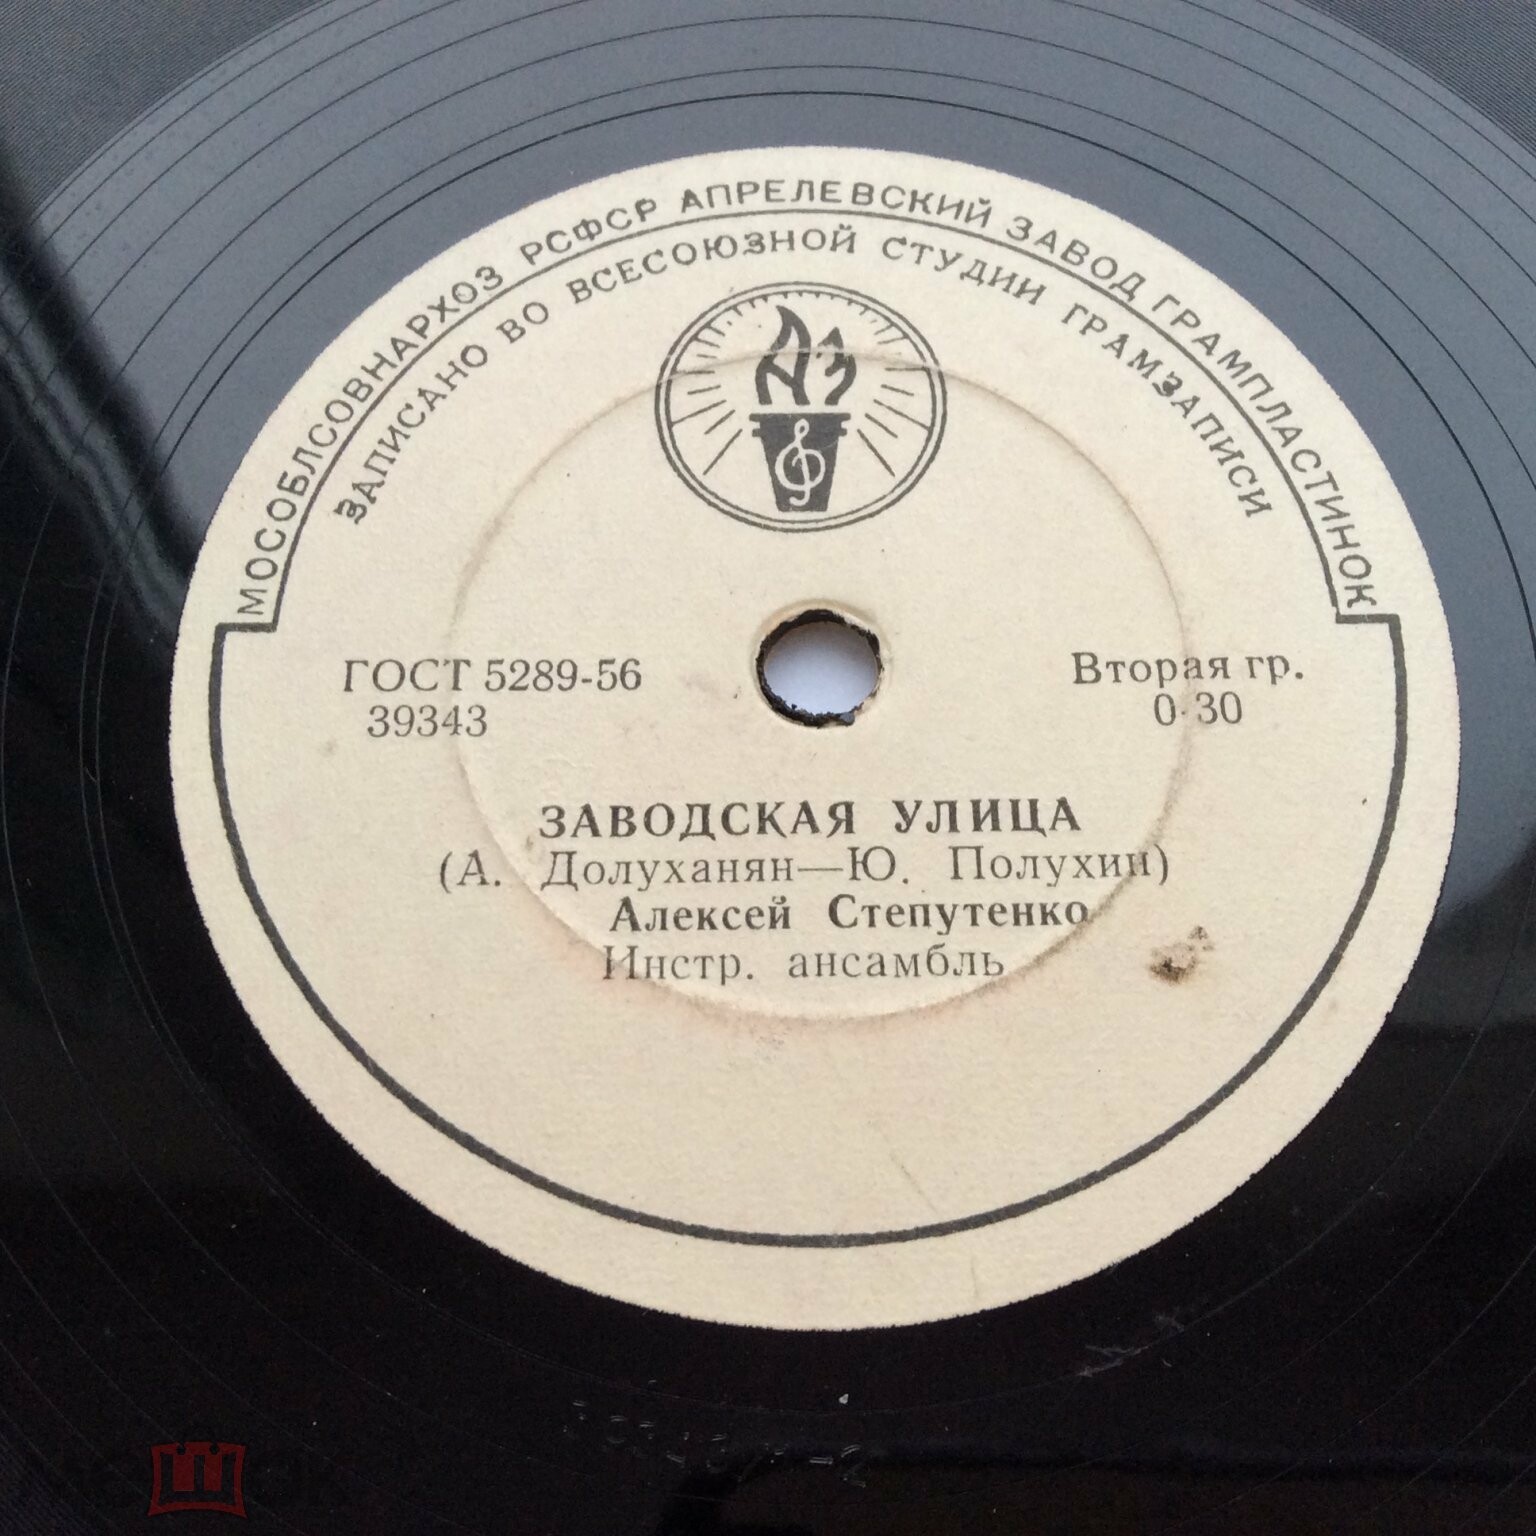 МОСОБЛСОВНАРХОЗ РСФСР АПРЕЛЕВСКИЙ ЗАВОД ГРАМПЛАСТИНОК
ЗАПИСАНО ВО ВСЕСОЮЗНОЙ СТУДИИ ГРАМЗАПИСИ
АЗ
ГОСТ 5289-56
39343
Вторая гр.
0-30
ЗАВОДСКАЯ УЛИЦА
(А. Долуханян—Ю. Полухин)
Алексей Степутенко
Инстр. ансамбль